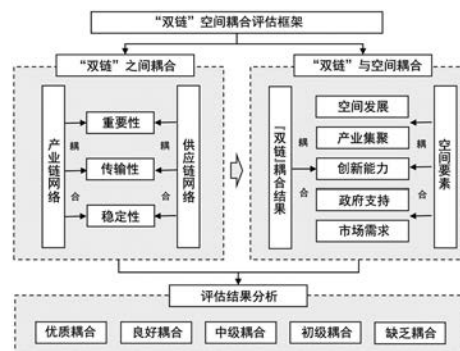 “双链”空间耦合评估框架
“双链”之间耦合
产业链网络
重要性
传输性
稳定性
耦
合
耦
合
供应链网络
“双链”与空间耦合
“双链”耦合结果
空间发展
产业集聚
创新能力
政府支持
市场需求
耦
合
耦
合
空间要素
评估结果分析
优质耦合
良好耦合
中级耦合
初级耦合
缺乏耦合